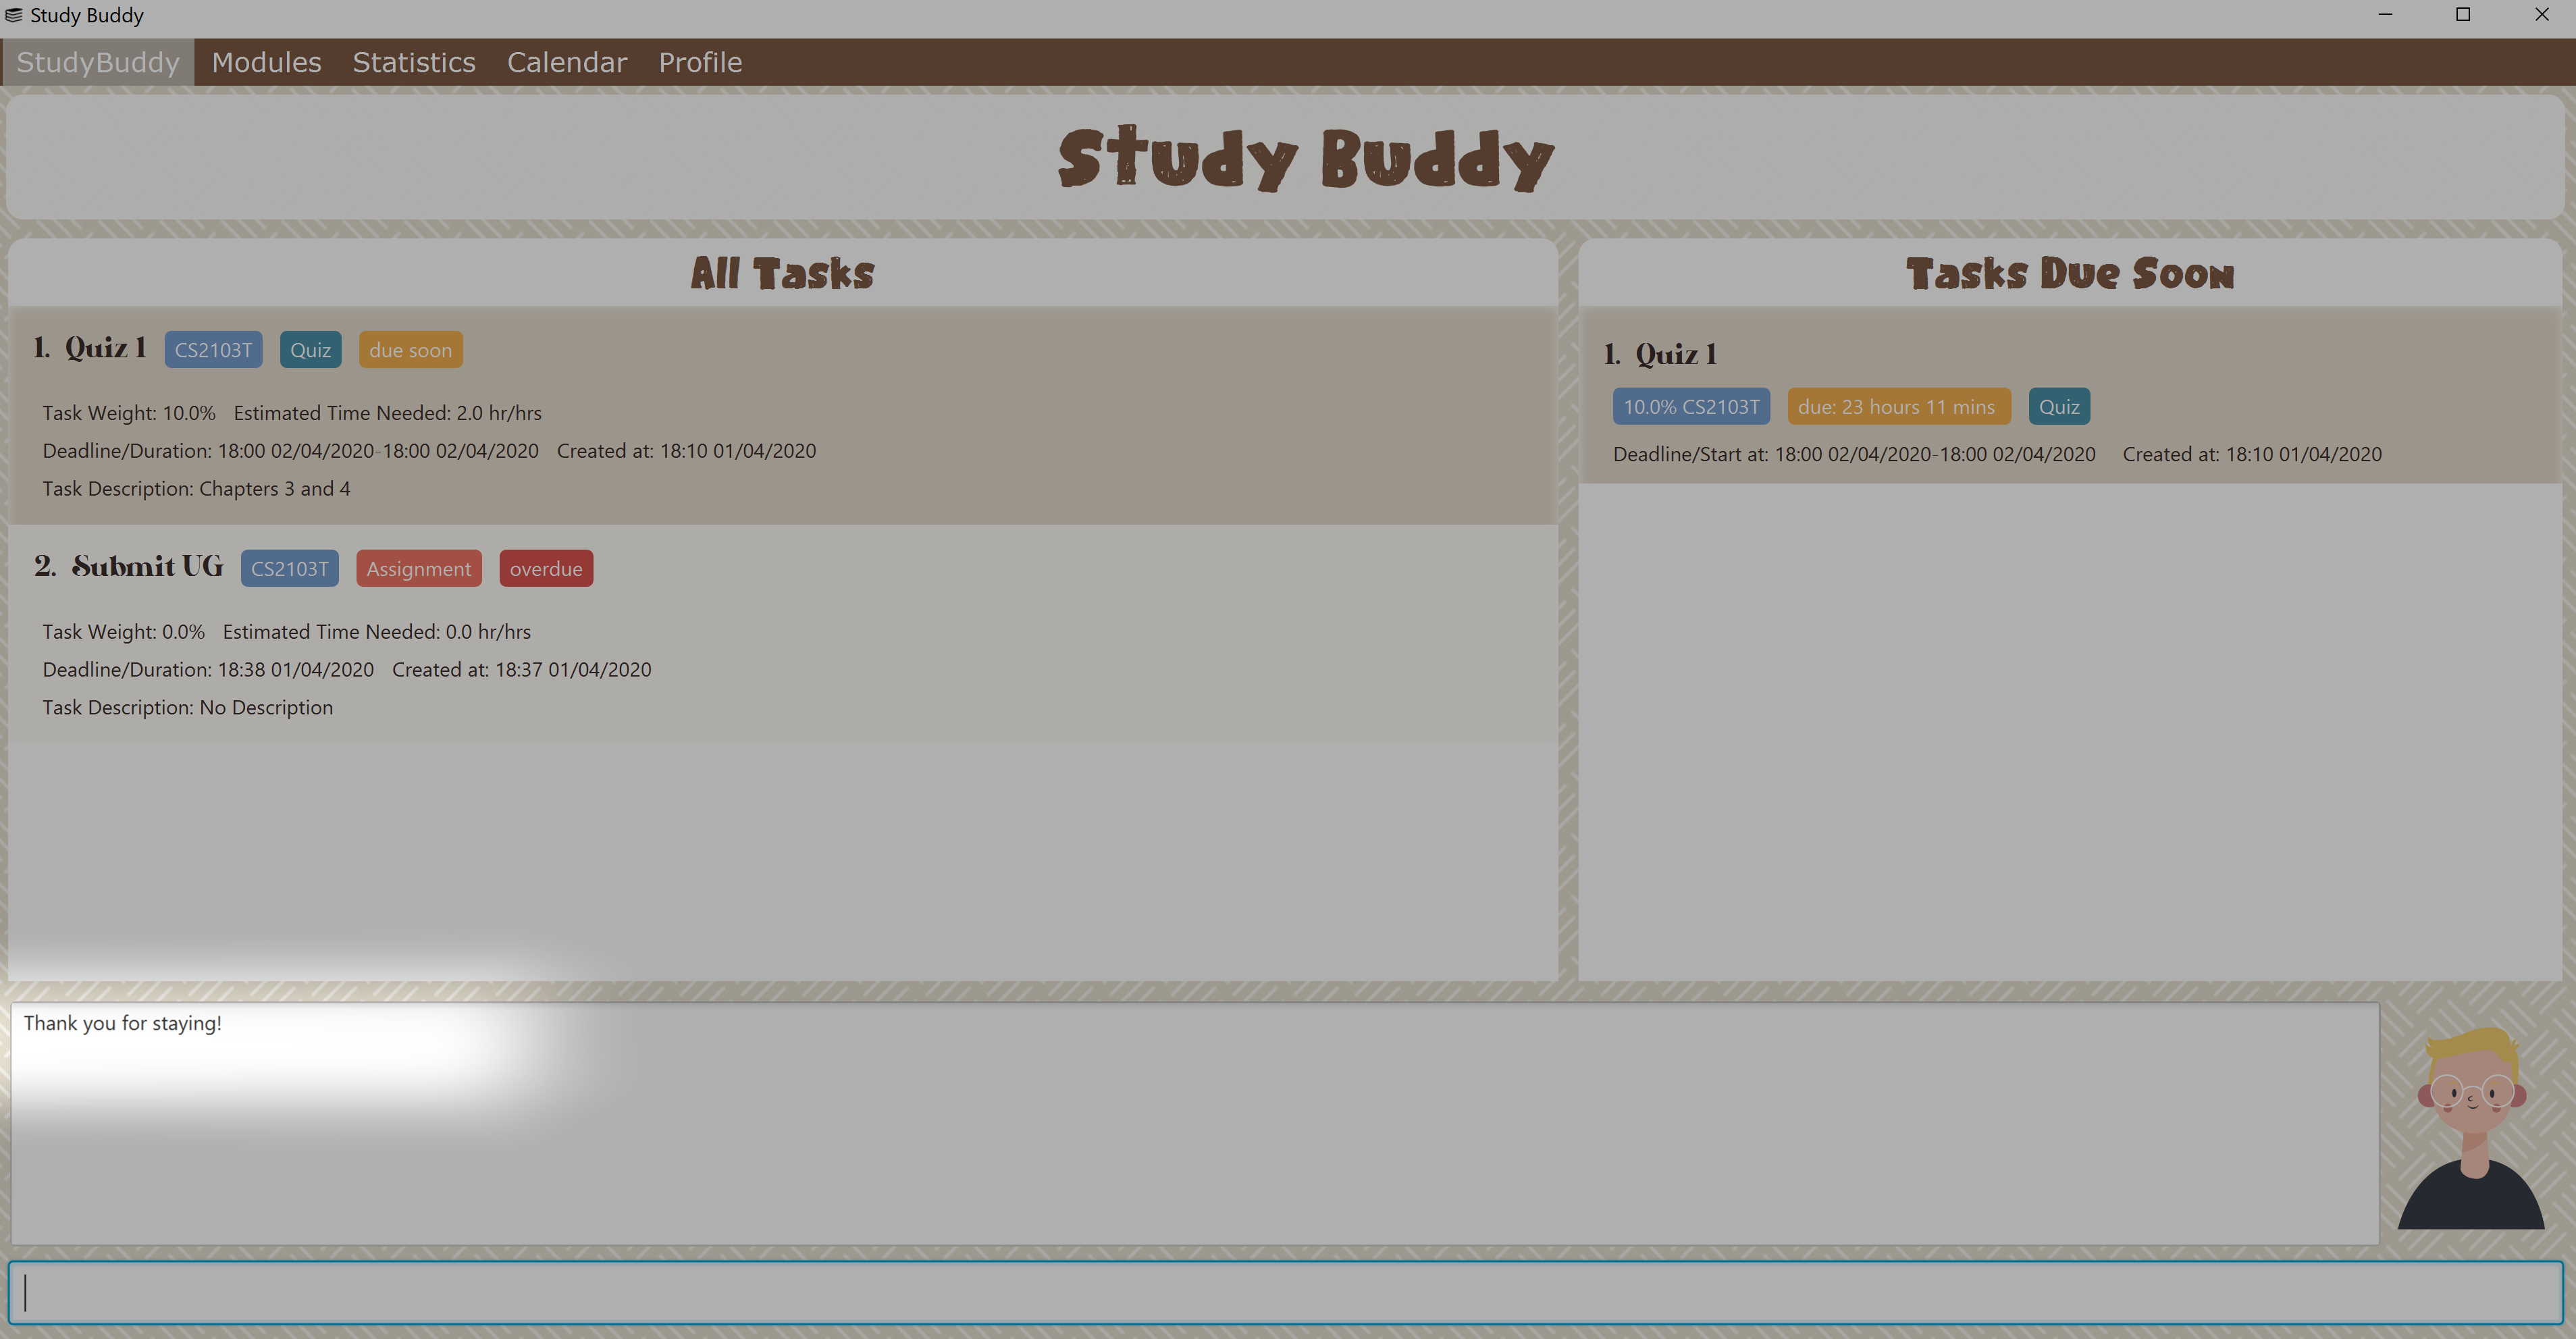 Study Buddy
StudyBuddy Modules Statistics Calendar Profile
Study Buddy
All Tasks
1. Quiz 1 CS2103T Quiz due soon
Task Weight: 10.0% Estimated Time Needed: 2.0 hr/hrs
Deadline/Duration: 18:00 02/04/2020-18:00 02/04/2020 Created at: 18:10 01/04/2020
Task Description: Chapters 3 and 4
2. Submit UG CS2103T Assignment overdue
Task Weight: 0.0% Estimated Time Needed: 0.0 hr/hrs
Deadline/Duration: 18:38 01/04/2020 Created at: 18:37 01/04/2020
Task Description: No Description
Tasks Due Soon
1. Quiz 1
10.0% CS2103T due: 23 hours 11 mins Quiz
Deadline/Start at: 18:00 02/04/2020-18:00 02/04/2020 Created at: 18:10 01/04/2020
Thank you for staying!